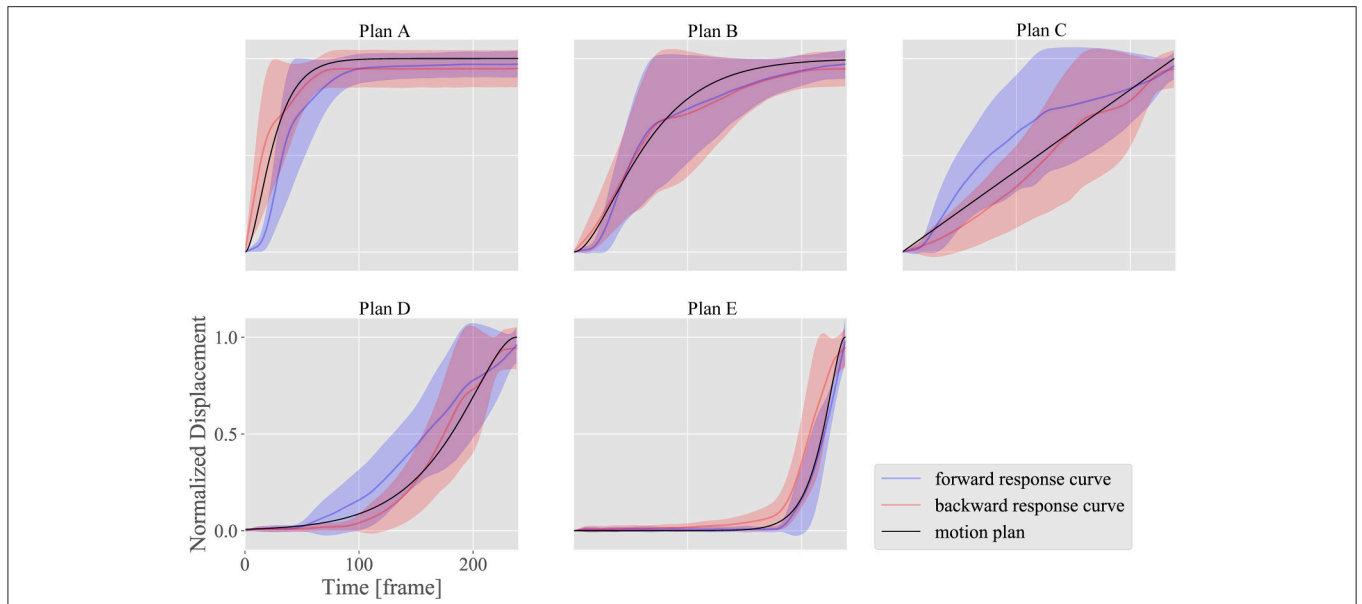 Plan A
Plan B
Plan C
Plan D
Plan E
Normalized Displacement
1.0
0.5
0.0
0
100
200
Time [frame]
forward response curve
backward response curve
motion plan